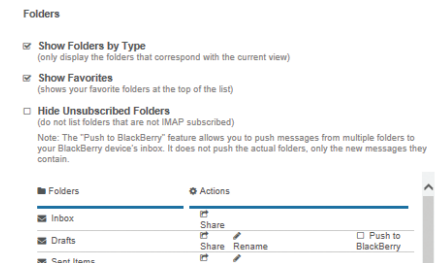 Folders
Show Folders by Type
(only display the folders that correspond with the current view)
Show Favorites
(shows your favorite folders at the top of the list)
Hide Unsubscribed Folders
(do not list folders that are not IMAP subscribed)
Note: The "Push to BlackBerry" feature allows you to push messages from multiple folders to
your BlackBerry device's inbox. It does not push the actual folders, only the new messages they
contain.
Folders Actions
Inbox
Share
Drafts
Share Rename
Push to
BlackBerry
Sent Items